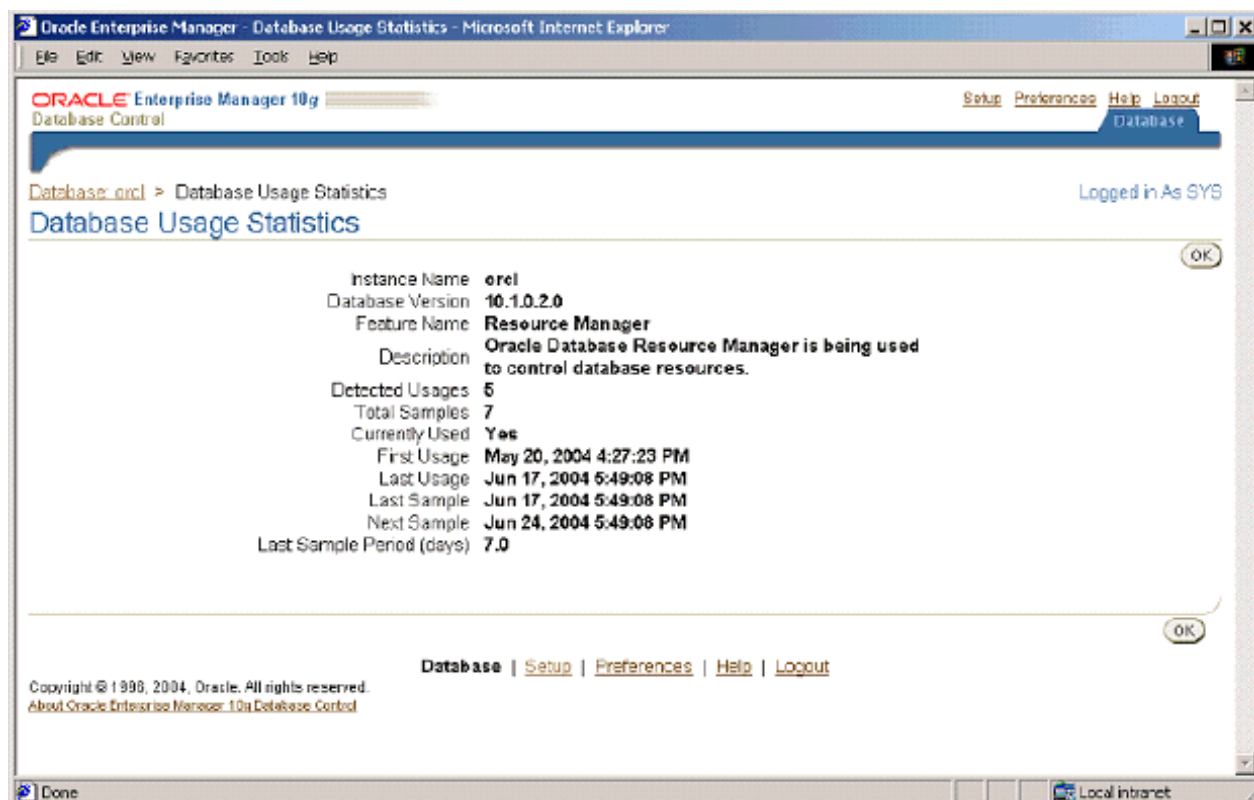 Oracle Enterprise Manager - Database Usage Statistics - Microsoft Internet Explorer
File Edit View Favorites Tools Help
ORACLE Enterprise Manager 10g
Database Control
Setup Preferences Help Logout
Database
Database: orcl > Database Usage Statistics
Logged in As SYS
Database Usage Statistics
OK
Instance Name orcl
Database Version 10.1.0.2.0
Feature Name Resource Manager
Description Oracle Database Resource Manager is being used
to control database resources.
Detected Usages 5
Total Samples 7
Currently Used Yes
First Usage May 20, 2004 4:27:23 PM
Last Usage Jun 17, 2004 5:49:08 PM
Last Sample Jun 17, 2004 5:49:08 PM
Next Sample Jun 24, 2004 5:49:08 PM
Last Sample Period (days) 7.0
OK
Database | Setup | Preferences | Help | Logout
Copyright © 1996, 2004, Oracle. All rights reserved.
About Oracle Enterprise Manager 10g Database Control
Done
Local intranet